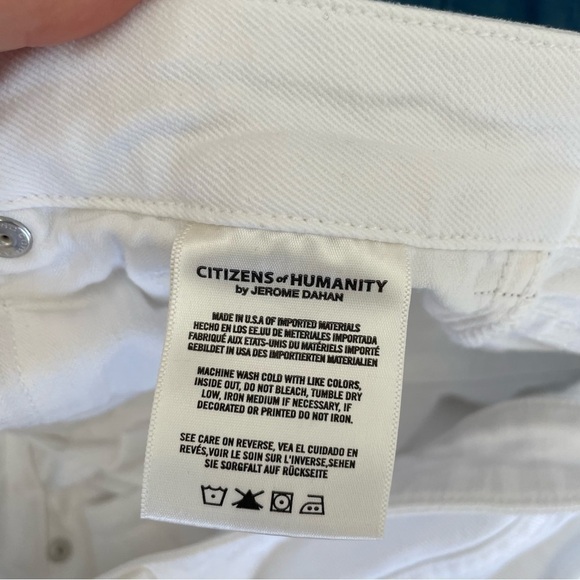 CITIZENS of HUMANITY
by JEROME DAHAN
MADE IN U.S.A OF IMPORTED MATERIALS
HECHO EN LOS EE.UU DE METERIALES IMPORTADA
FABRIQUÉ AUX ETATS-UNIS DU MATÉRIELS IMPORTÉ
GEBILDET IN USA DES IMPORTIERTEN MATERIALIEN
MACHINE WASH COLD WITH LIKE COLORS,
INSIDE OUT, DO NOT BLEACH, TUMBLE DRY
LOW, IRON MEDIUM IF NECESSARY, IF
DECORATED OR PRINTED DO NOT IRON.
SEE CARE ON REVERSE, VEA EL CUIDADO EN
REVÉS,VOIR LE SOIN SUR L'INVERSE,SEHEN
SIE SORGFALT AUF RÜCKSEITE